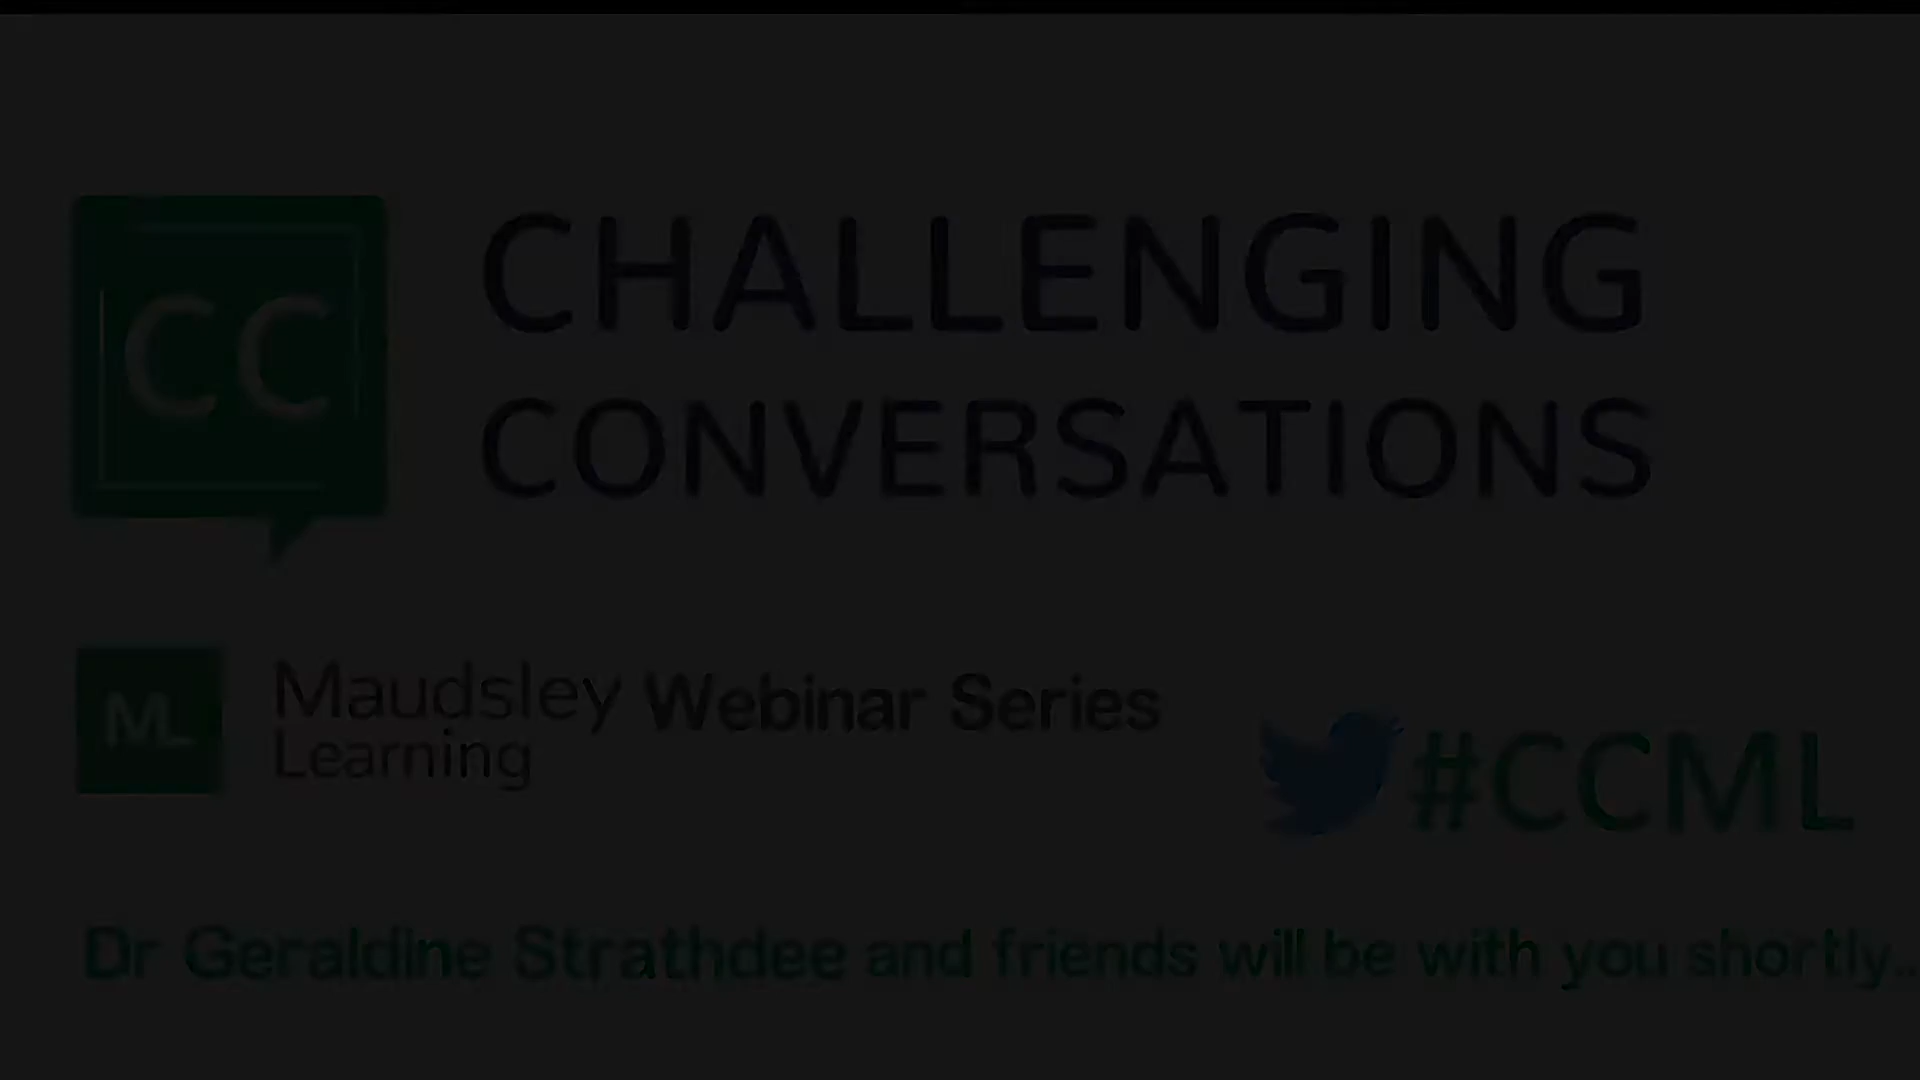 CC
CHALLENGING
CONVERSATIONS
ML
Maudsley Webinar Series
Learning
#CCML
Dr Geraldine Strathdee and friends will be with you shortly..